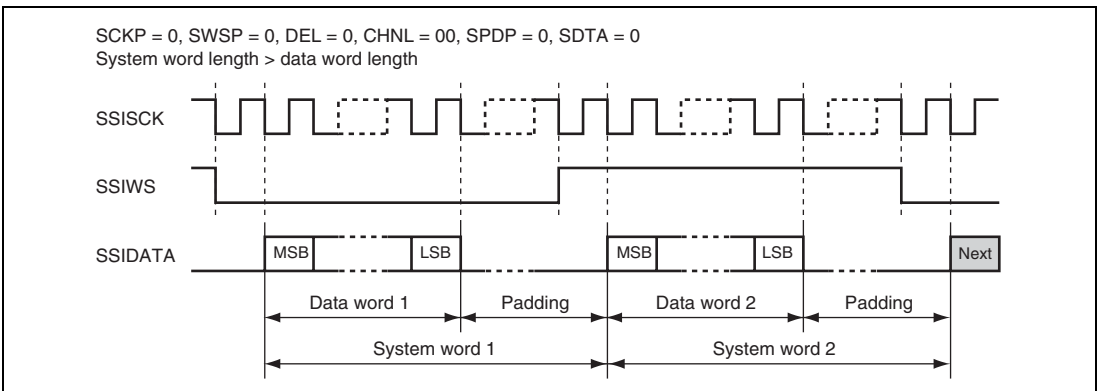 SCKP = 0, SWSP = 0, DEL = 0, CHNL = 00, SPDP = 0, SDTA = 0
System word length > data word length
SSISCK
SSIWS
SSIDATA
MSB
LSB
MSB
LSB
Next
Data word 1
Padding
Data word 2
Padding
System word 1
System word 2